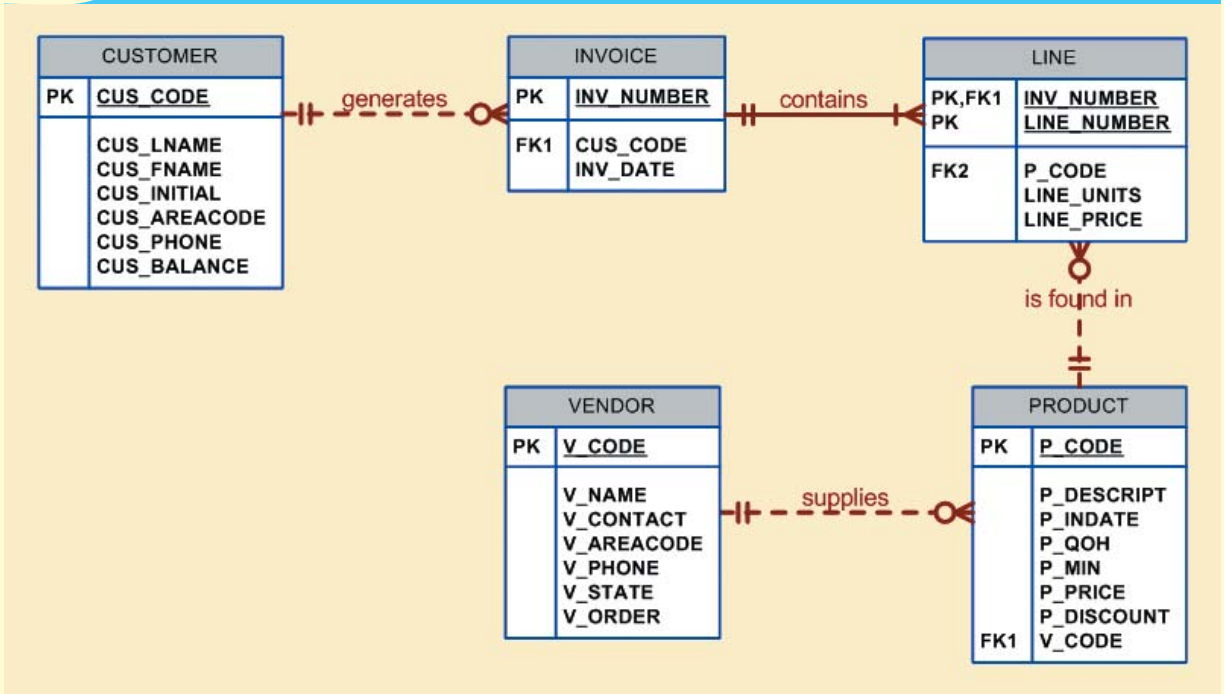 CUSTOMER
PK CUS_CODE
CUS_LNAME
CUS_FNAME
CUS_INITIAL
CUS_AREACODE
CUS_PHONE
CUS_BALANCE
generates
INVOICE
PK INV_NUMBER
FK1 CUS_CODE
INV_DATE
contains
LINE
PK,FK1 INV_NUMBER
PK LINE_NUMBER
FK2 P_CODE
LINE_UNITS
LINE_PRICE
is found in
VENDOR
PK V_CODE
V_NAME
V_CONTACT
V_AREACODE
V_PHONE
V_STATE
V_ORDER
supplies
PRODUCT
PK P_CODE
P_DESCRIPT
P_INDATE
P_QOH
P_MIN
P_PRICE
P_DISCOUNT
FK1 V_CODE